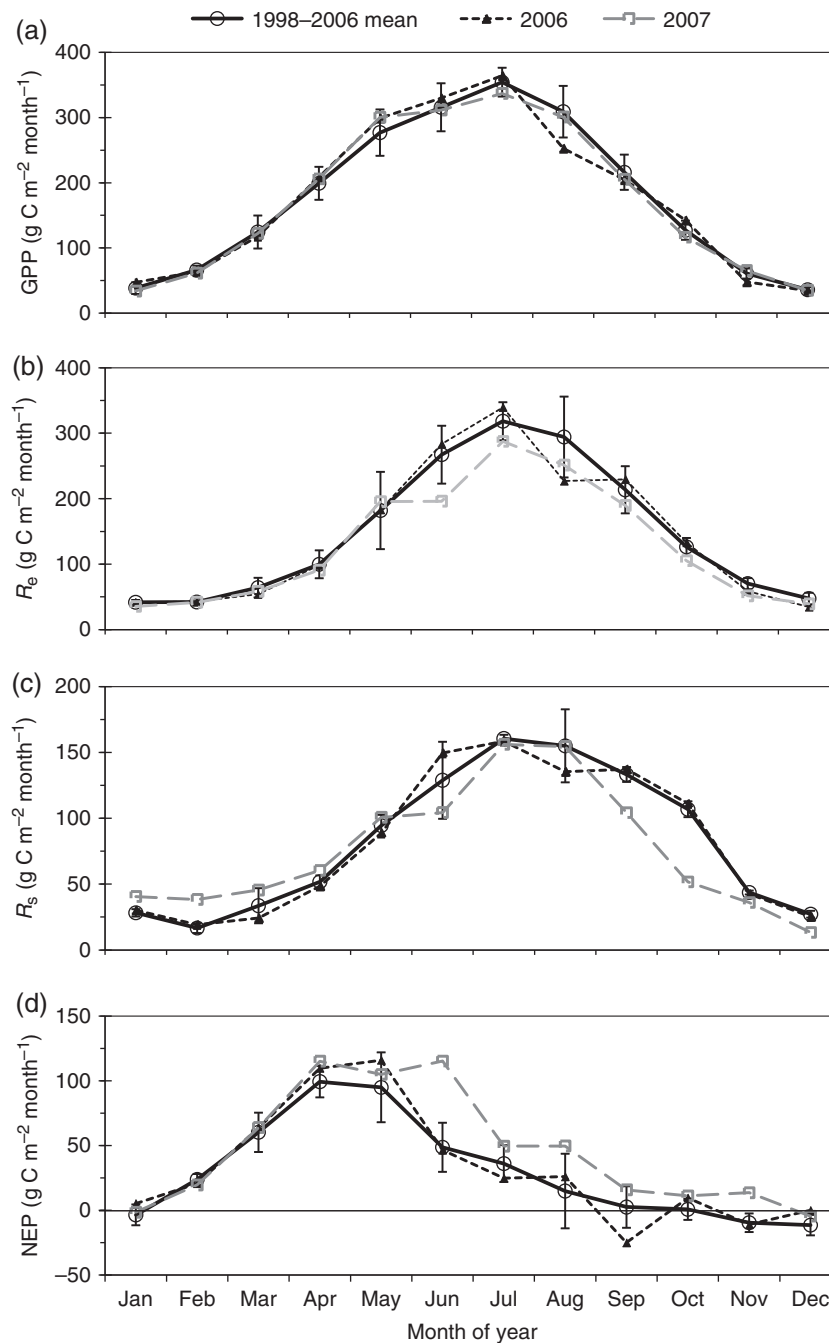 (a)
1998–2006 mean 2006 2007
400
300
200
100
0
GPP (g C m⁻² month⁻¹)
(b)
400
300
200
100
0
Rₑ (g C m⁻² month⁻¹)
(c)
200
150
100
50
0
Rₛ (g C m⁻² month⁻¹)
(d)
150
100
50
0
–50
NEP (g C m⁻² month⁻¹)
Jan Feb Mar Apr May Jun Jul Aug Sep Oct Nov Dec
Month of year